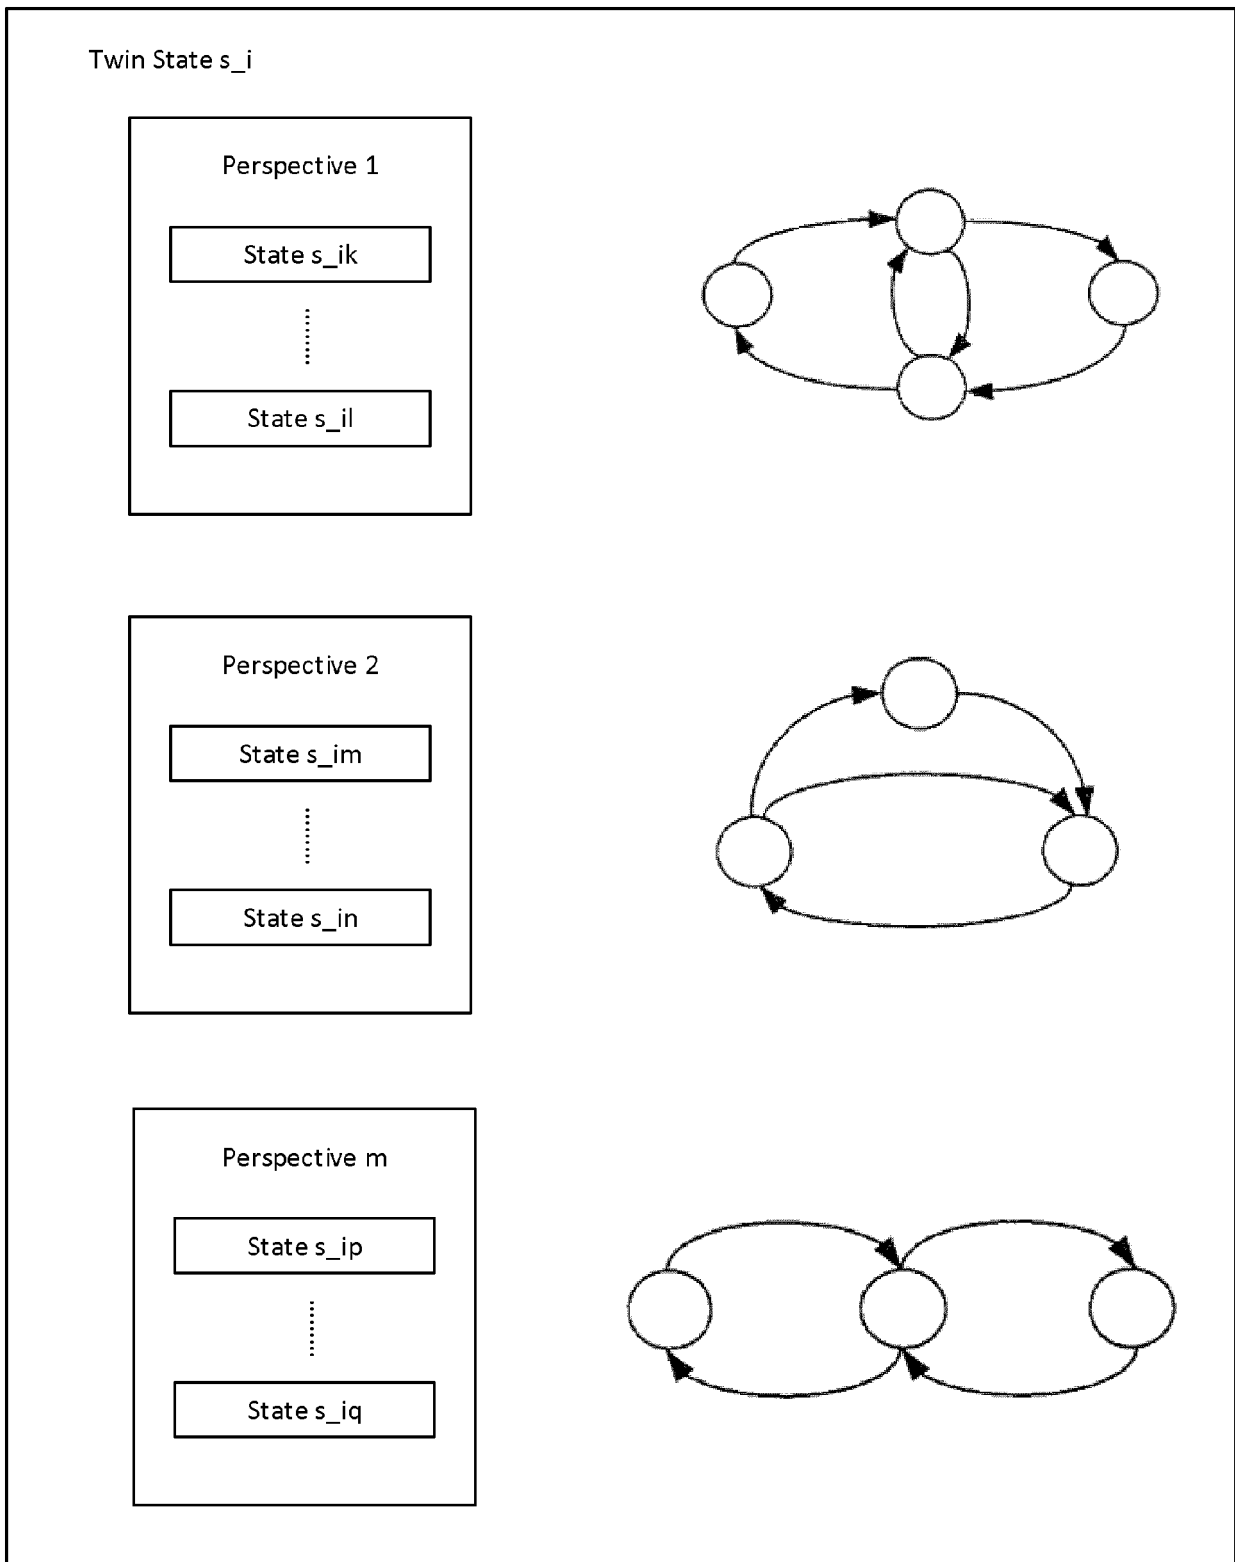 Twin State s_i
Perspective 1
State s_ik
State s_il
Perspective 2
State s_im
State s_in
Perspective m
State s_ip
State s_iq